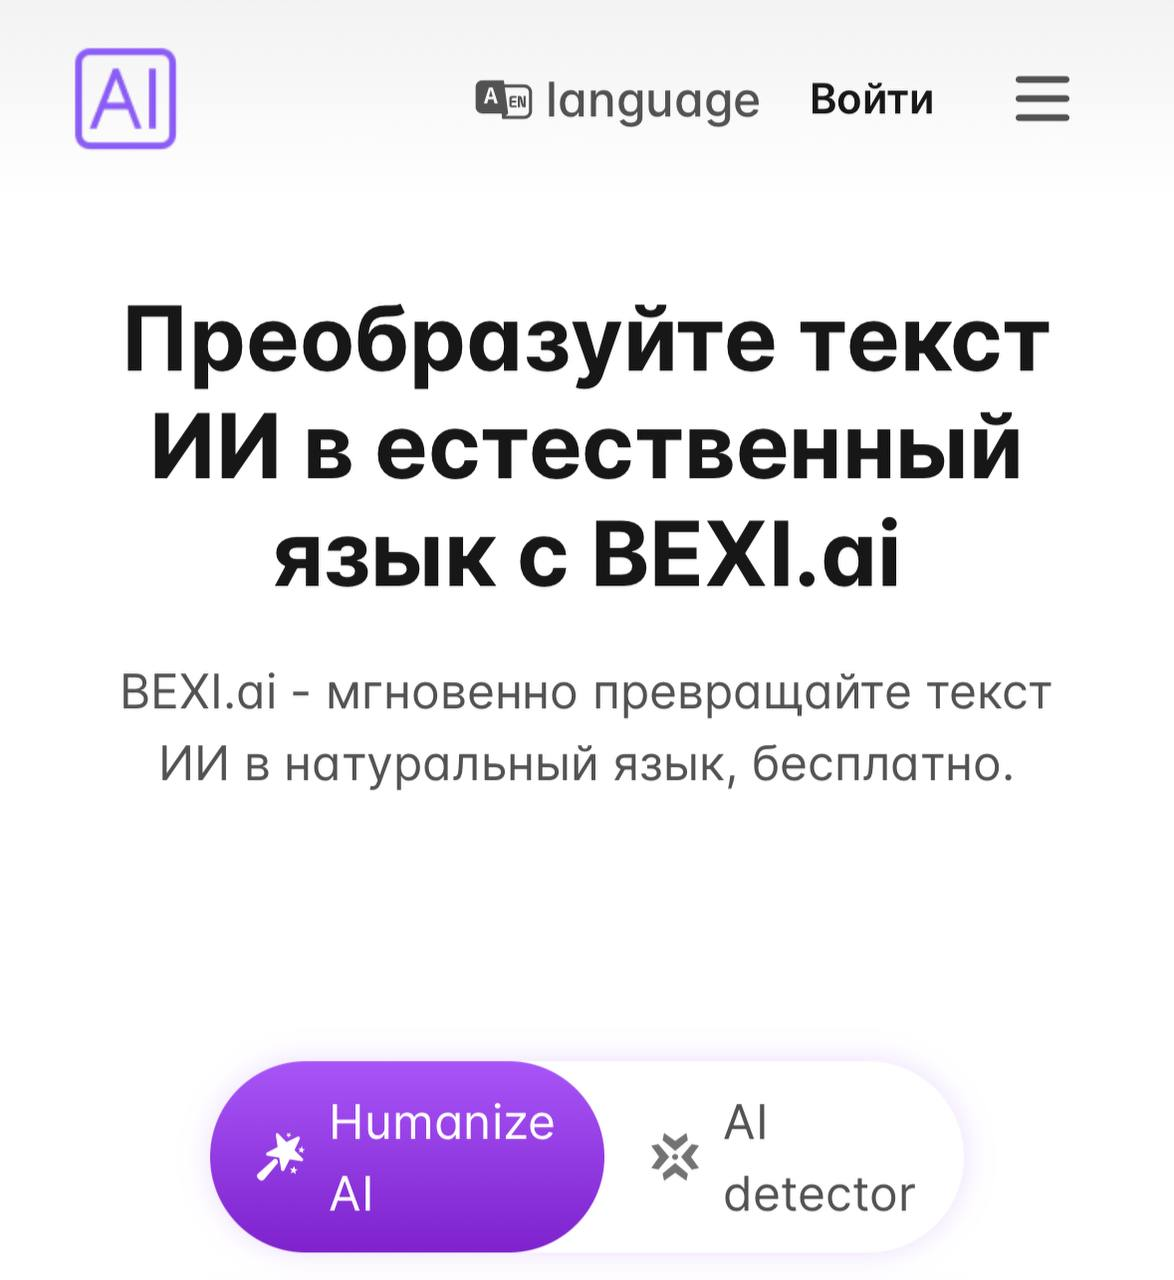 AI
A EN language Войти
Преобразуйте текст
ИИ в естественный
язык с BEXI.ai
BEXI.ai - мгновенно превращайте текст
ИИ в натуральный язык, бесплатно.
Humanize
AI
AI
detector